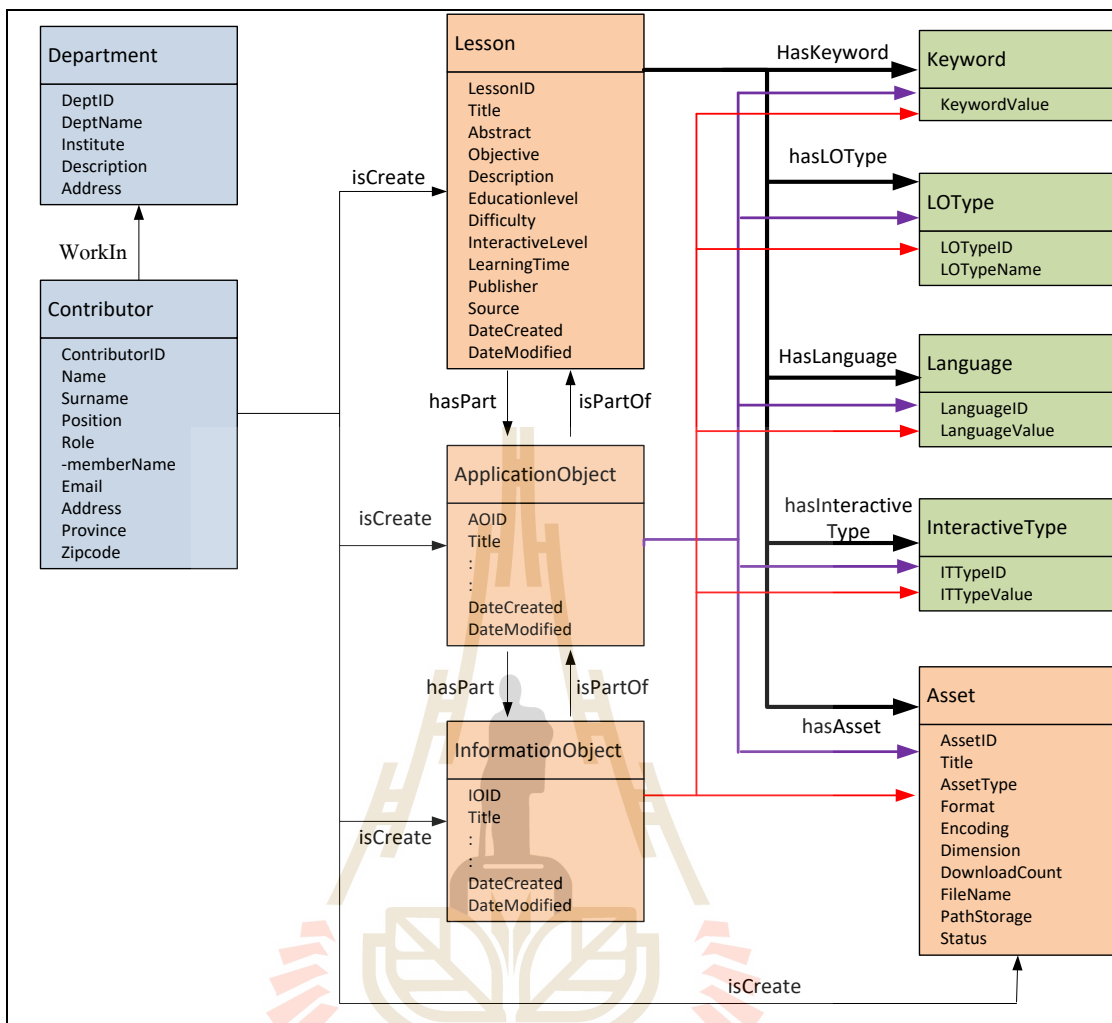 Department
DeptID
DeptName
Institute
Description
Address
WorkIn
Contributor
ContributorID
Name
Surname
Position
Role
-memberName
Email
Address
Province
Zipcode
isCreate
isCreate
isCreate
isCreate
Lesson
LessonID
Title
Abstract
Objective
Description
Educationlevel
Difficulty
InteractiveLevel
LearningTime
Publisher
Source
DateCreated
DateModified
hasPart
isPartOf
ApplicationObject
AOID
Title
:
:
DateCreated
DateModified
hasPart
isPartOf
InformationObject
IOID
Title
:
:
DateCreated
DateModified
HasKeyword
Keyword
KeywordValue
hasLOType
LOType
LOTypeID
LOTypeName
HasLanguage
Language
LanguageID
LanguageValue
hasInteractive
Type
InteractiveType
ITTypeID
ITTypeValue
hasAsset
Asset
AssetID
Title
AssetType
Format
Encoding
Dimension
DownloadCount
FileName
PathStorage
Status